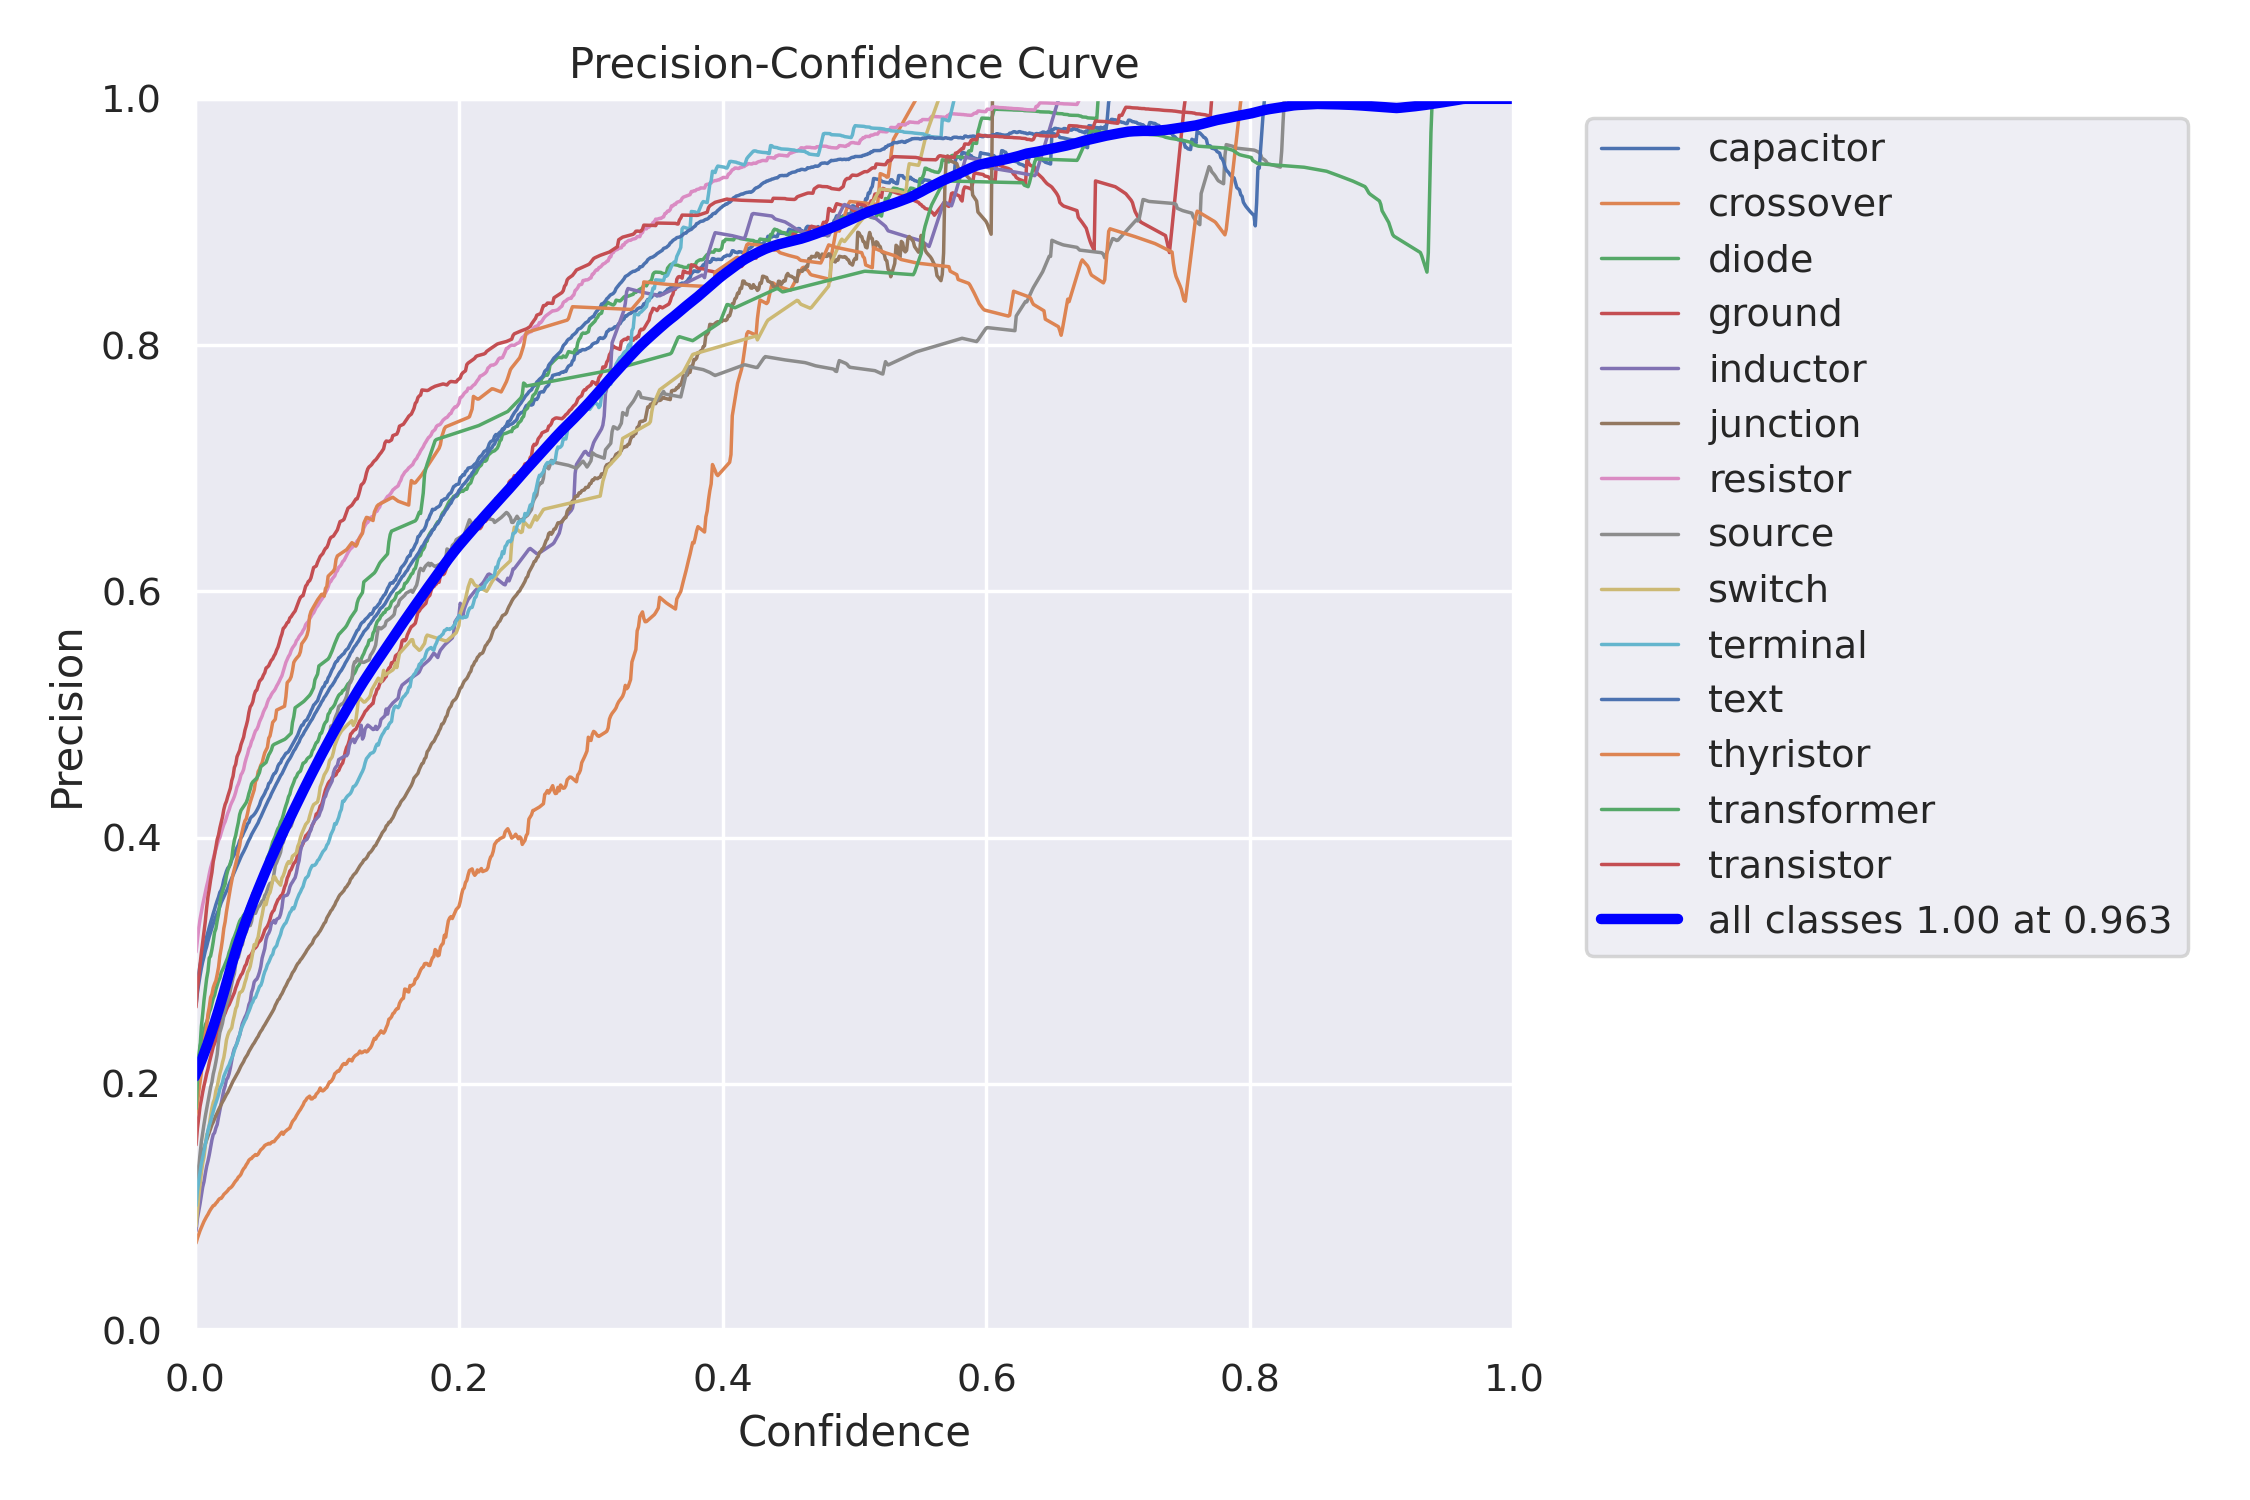 Precision-Confidence Curve
1.0
0.8
0.6
0.4
0.2
0.0
Precision
0.0 0.2 0.4 0.6 0.8 1.0
Confidence
capacitor
crossover
diode
ground
inductor
junction
resistor
source
switch
terminal
text
thyristor
transformer
transistor
all classes 1.00 at 0.963